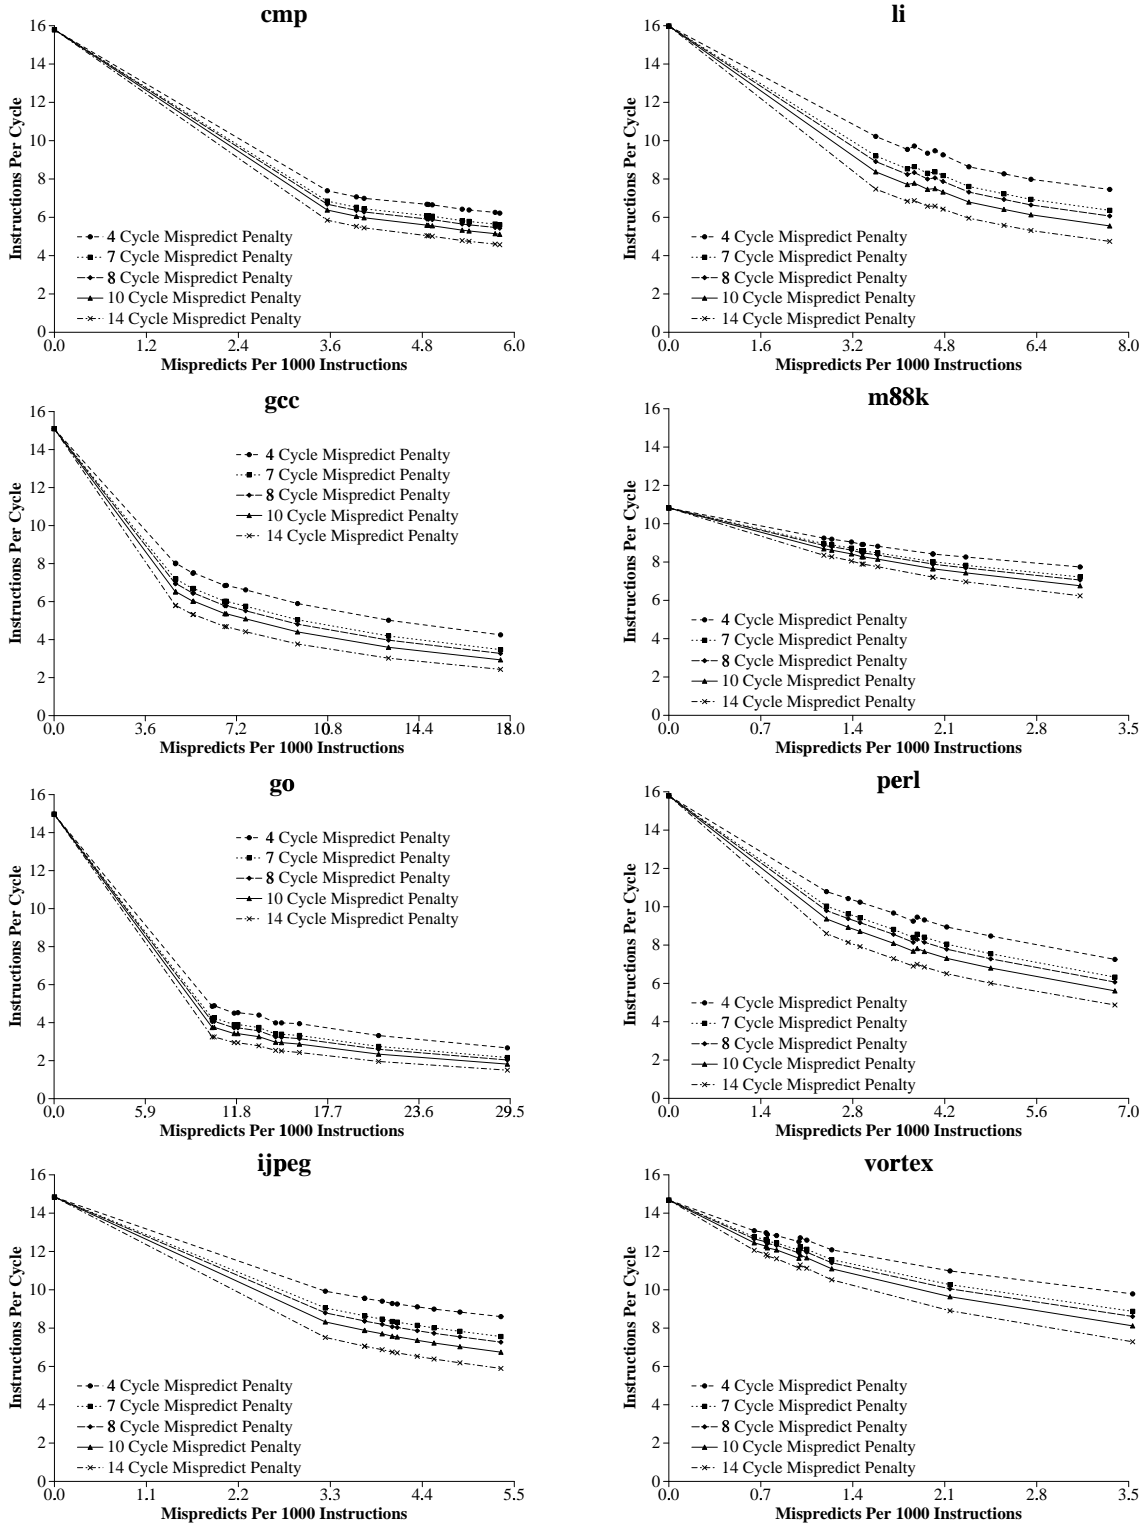 cmp
16
14
12
10
8
6
4
2
0
Instructions Per Cycle
4 Cycle Mispredict Penalty
7 Cycle Mispredict Penalty
8 Cycle Mispredict Penalty
10 Cycle Mispredict Penalty
14 Cycle Mispredict Penalty
0.0 1.2 2.4 3.6 4.8 6.0
Mispredicts Per 1000 Instructions
li
16
14
12
10
8
6
4
2
0
Instructions Per Cycle
4 Cycle Mispredict Penalty
7 Cycle Mispredict Penalty
8 Cycle Mispredict Penalty
10 Cycle Mispredict Penalty
14 Cycle Mispredict Penalty
0.0 1.6 3.2 4.8 6.4 8.0
Mispredicts Per 1000 Instructions
gcc
16
14
12
10
8
6
4
2
0
Instructions Per Cycle
4 Cycle Mispredict Penalty
7 Cycle Mispredict Penalty
8 Cycle Mispredict Penalty
10 Cycle Mispredict Penalty
14 Cycle Mispredict Penalty
0.0 3.6 7.2 10.8 14.4 18.0
Mispredicts Per 1000 Instructions
m88k
16
14
12
10
8
6
4
2
0
Instructions Per Cycle
4 Cycle Mispredict Penalty
7 Cycle Mispredict Penalty
8 Cycle Mispredict Penalty
10 Cycle Mispredict Penalty
14 Cycle Mispredict Penalty
0.0 0.7 1.4 2.1 2.8 3.5
Mispredicts Per 1000 Instructions
go
16
14
12
10
8
6
4
2
0
Instructions Per Cycle
4 Cycle Mispredict Penalty
7 Cycle Mispredict Penalty
8 Cycle Mispredict Penalty
10 Cycle Mispredict Penalty
14 Cycle Mispredict Penalty
0.0 5.9 11.8 17.7 23.6 29.5
Mispredicts Per 1000 Instructions
perl
16
14
12
10
8
6
4
2
0
Instructions Per Cycle
4 Cycle Mispredict Penalty
7 Cycle Mispredict Penalty
8 Cycle Mispredict Penalty
10 Cycle Mispredict Penalty
14 Cycle Mispredict Penalty
0.0 1.4 2.8 4.2 5.6 7.0
Mispredicts Per 1000 Instructions
ijpeg
16
14
12
10
8
6
4
2
0
Instructions Per Cycle
4 Cycle Mispredict Penalty
7 Cycle Mispredict Penalty
8 Cycle Mispredict Penalty
10 Cycle Mispredict Penalty
14 Cycle Mispredict Penalty
0.0 1.1 2.2 3.3 4.4 5.5
Mispredicts Per 1000 Instructions
vortex
16
14
12
10
8
6
4
2
0
Instructions Per Cycle
4 Cycle Mispredict Penalty
7 Cycle Mispredict Penalty
8 Cycle Mispredict Penalty
10 Cycle Mispredict Penalty
14 Cycle Mispredict Penalty
0.0 0.7 1.4 2.1 2.8 3.5
Mispredicts Per 1000 Instructions